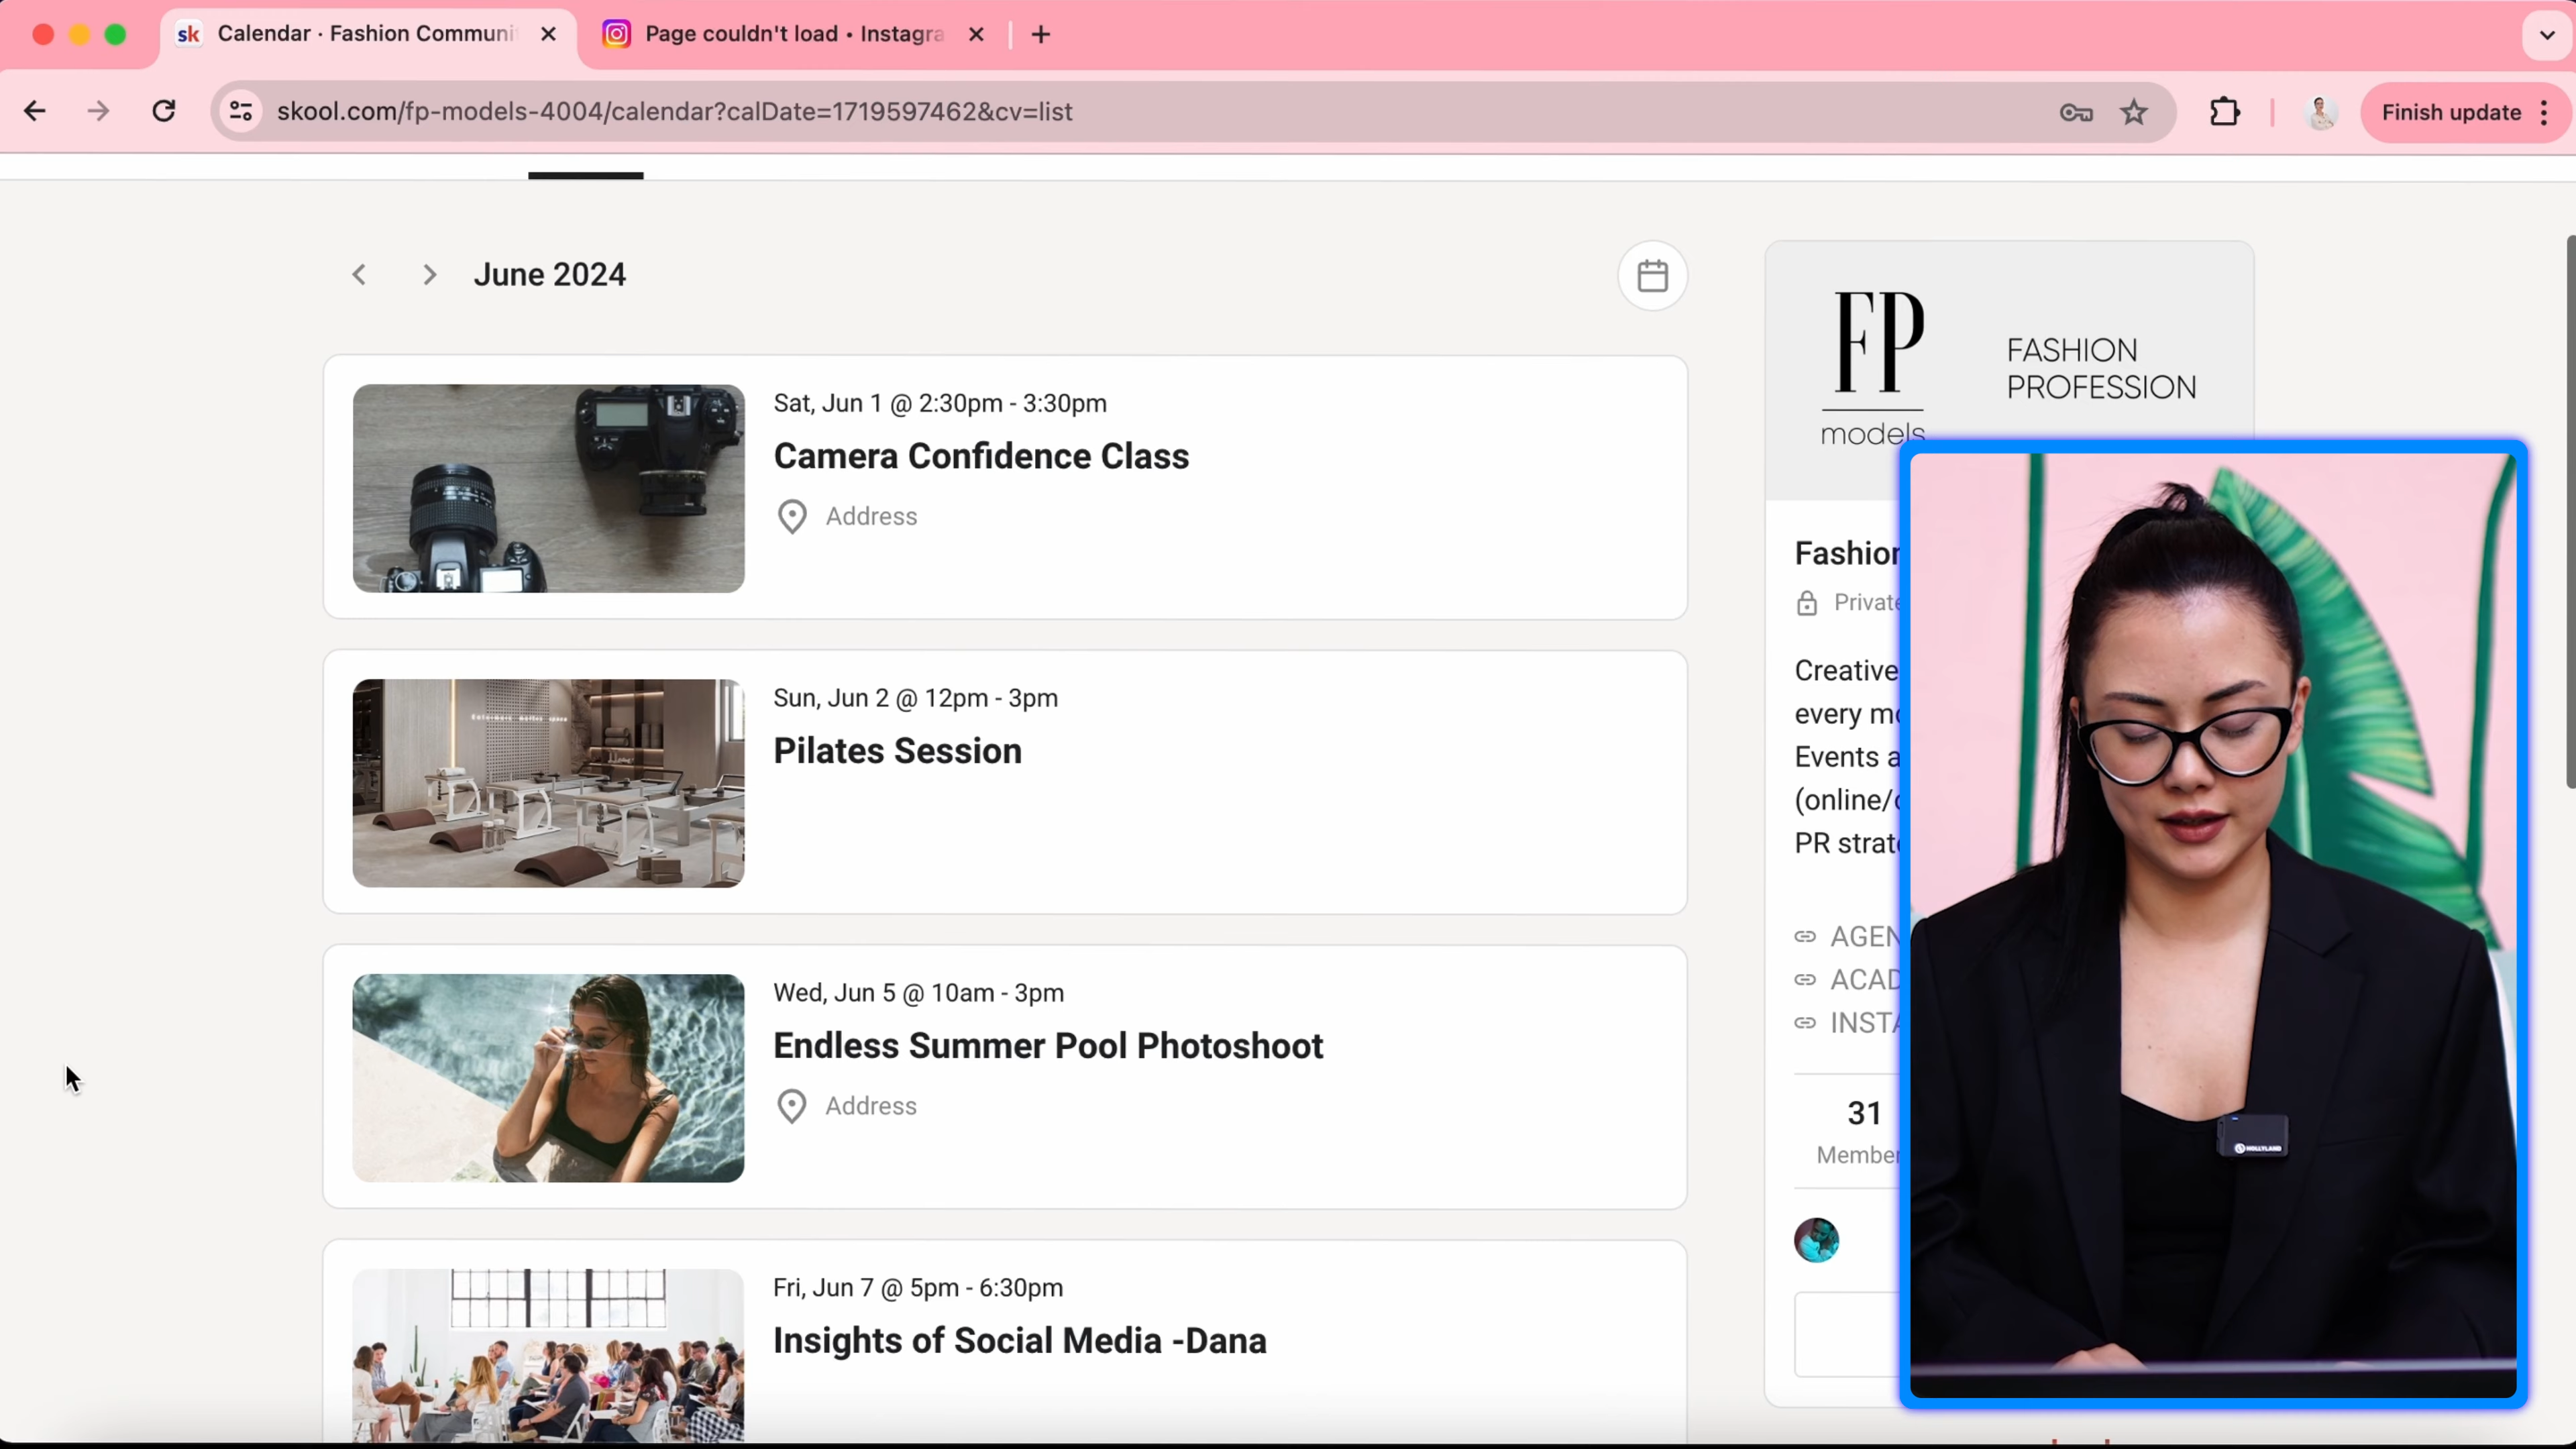 Calendar · Fashion Communi
Page couldn't load • Instagra
skool.com/fp-models-4004/calendar?calDate=1719597462&cv=list
Finish update
June 2024
Sat, Jun 1 @ 2:30pm - 3:30pm
Camera Confidence Class
Address
Sun, Jun 2 @ 12pm - 3pm
Pilates Session
Wed, Jun 5 @ 10am - 3pm
Endless Summer Pool Photoshoot
Address
Fri, Jun 7 @ 5pm - 6:30pm
Insights of Social Media -Dana
FP
models
FASHION
PROFESSION
Fashion
Private
Creative
every mo
Events a
(online/o
PR strate
AGEN
ACAD
INSTA
31
Member
HOLLYLAND